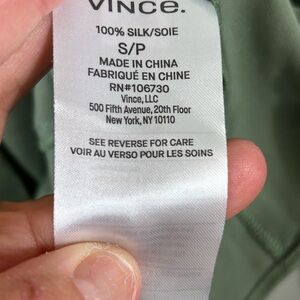 VINCE.
100% SILK/SOIE
S/P
MADE IN CHINA
FABRIQUÉ EN CHINE
RN#106730
Vince, LLC
500 Fifth Avenue, 20th Floor
New York, NY 10110
SEE REVERSE FOR CARE
VOIR AU VERSO POUR LES SOINS